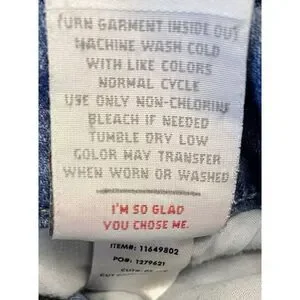 TURN GARMENT INSIDE OUT
MACHINE WASH COLD
WITH LIKE COLORS
NORMAL CYCLE
USE ONLY NON-CHLORINE
BLEACH IF NEEDED
TUMBLE DRY LOW
COLOR MAY TRANSFER
WHEN WORN OR WASHED
I'M SO GLAD
YOU CHOSE ME.
ITEM#: 11649802
PO#: 1279621